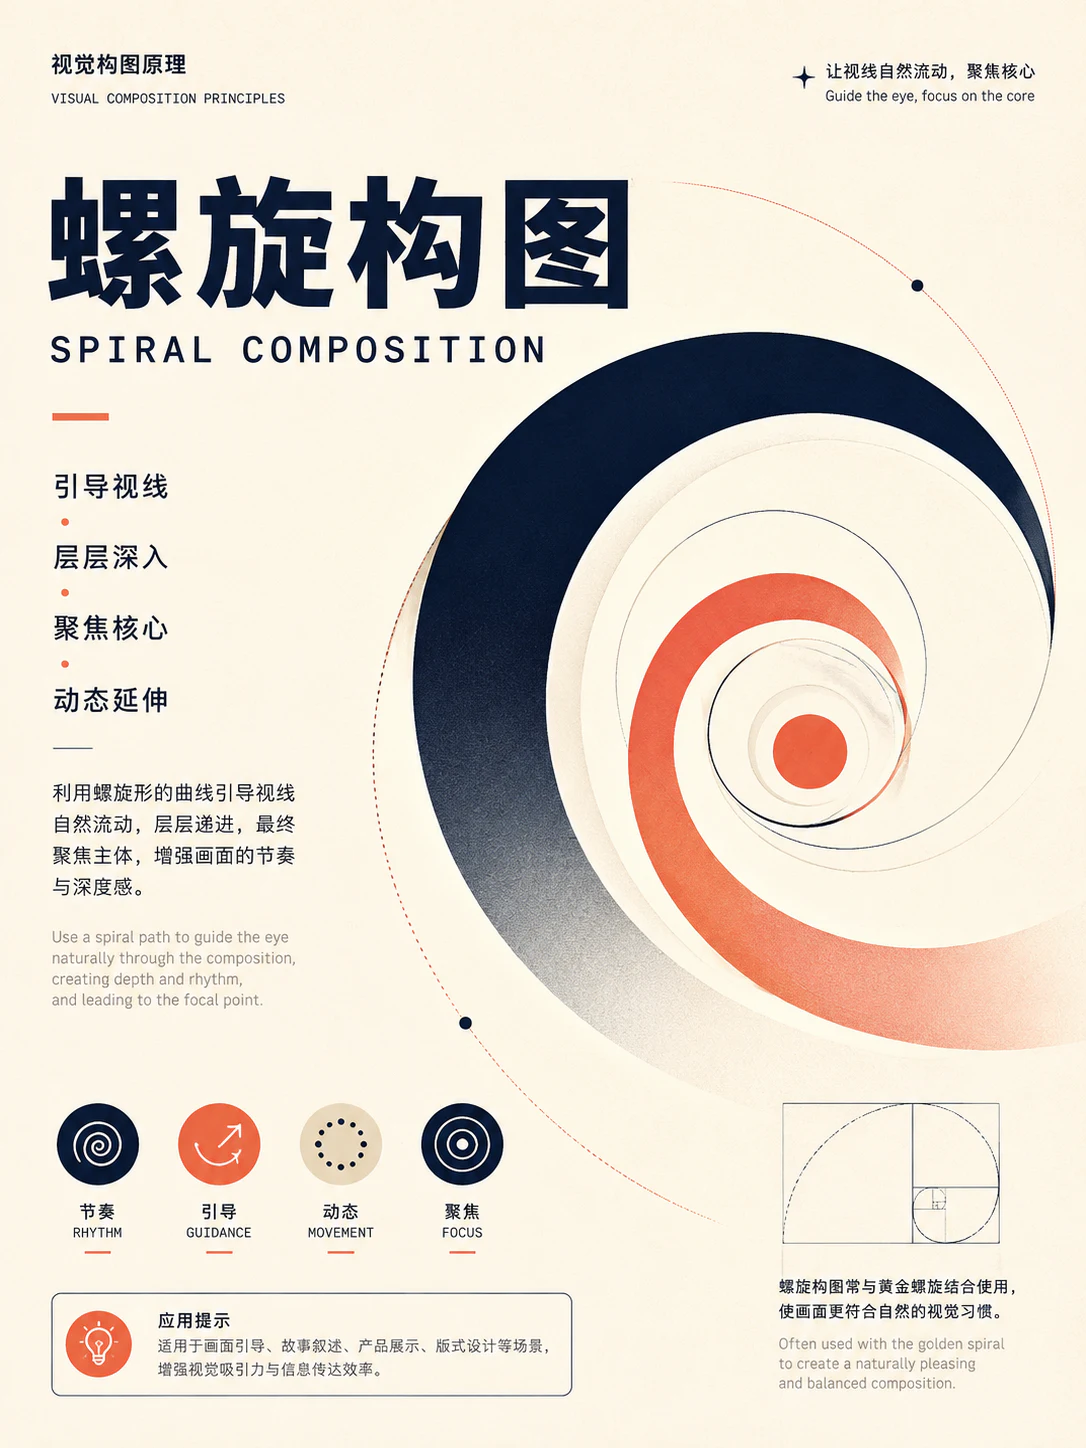 视觉构图原理
VISUAL COMPOSITION PRINCIPLES
让视线自然流动，聚焦核心
Guide the eye, focus on the core
螺旋构图
SPIRAL COMPOSITION
引导视线
层层深入
聚焦核心
动态延伸
利用螺旋形的曲线引导视线
自然流动，层层递进，最终
聚焦主体，增强画面的节奏
与深度感。
Use a spiral path to guide the eye
naturally through the composition,
creating depth and rhythm,
and leading to the focal point.
节奏
RHYTHM
引导
GUIDANCE
动态
MOVEMENT
聚焦
FOCUS
应用提示
适用于画面引导、故事叙述、产品展示、版式设计等场景，
增强视觉吸引力与信息传达效率。
螺旋构图常与黄金螺旋结合使用，
使画面更符合自然的视觉习惯。
Often used with the golden spiral
to create a naturally pleasing
and balanced composition.